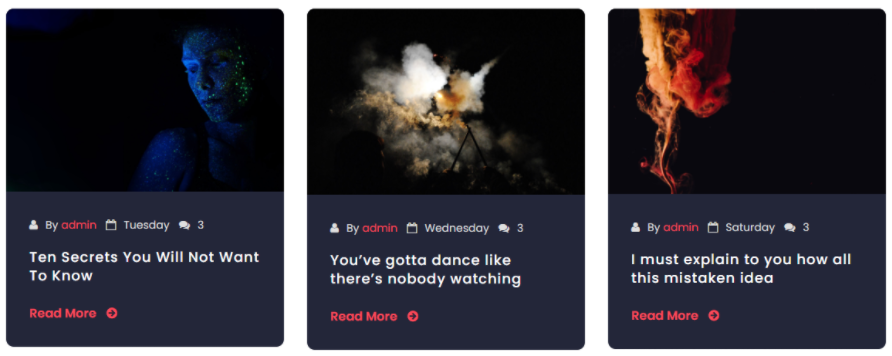 By admin Tuesday 3
Ten Secrets You Will Not Want
To Know
Read More
By admin Wednesday 3
You’ve gotta dance like
there’s nobody watching
Read More
By admin Saturday 3
I must explain to you how all
this mistaken idea
Read More